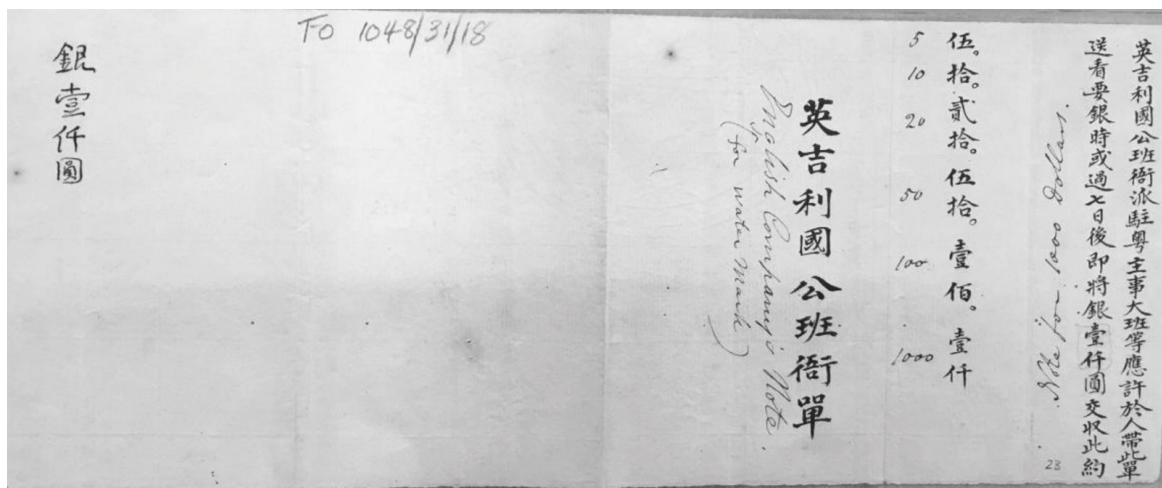 FO 1048/31/18
英吉利國公班衙派駐粵主事大班等應許於人帶此單
送看要銀時或過七日後即將銀壹仟圓交收此約
Note for 1000 Dollars.
伍。拾。貳拾。伍拾。壹佰。壹仟
5 10 20 50 100 1000
英吉利國公班衙單
English Company's Note.
(for water Mark)
銀壹仟圓
23